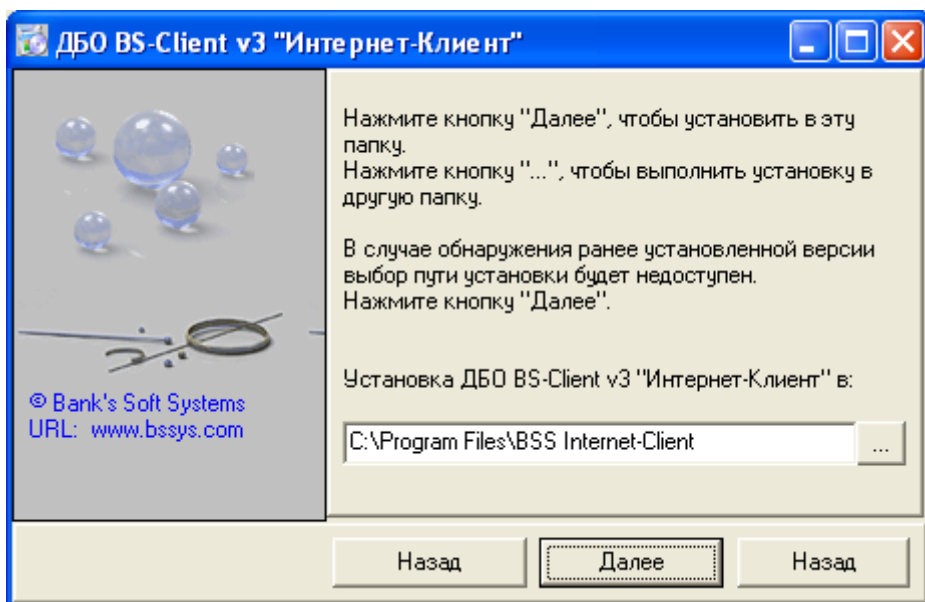 ДБО BS-Client v3 "Интернет-Клиент"
Нажмите кнопку "Далее", чтобы установить в эту
папку.
Нажмите кнопку "...", чтобы выполнить установку в
другую папку.
В случае обнаружения ранее установленной версии
выбор пути установки будет недоступен.
Нажмите кнопку "Далее".
Установка ДБО BS-Client v3 "Интернет-Клиент" в:
C:\Program Files\BSS Internet-Client
...
© Bank's Soft Systems
URL: www.bssys.com
Назад
Далее
Назад